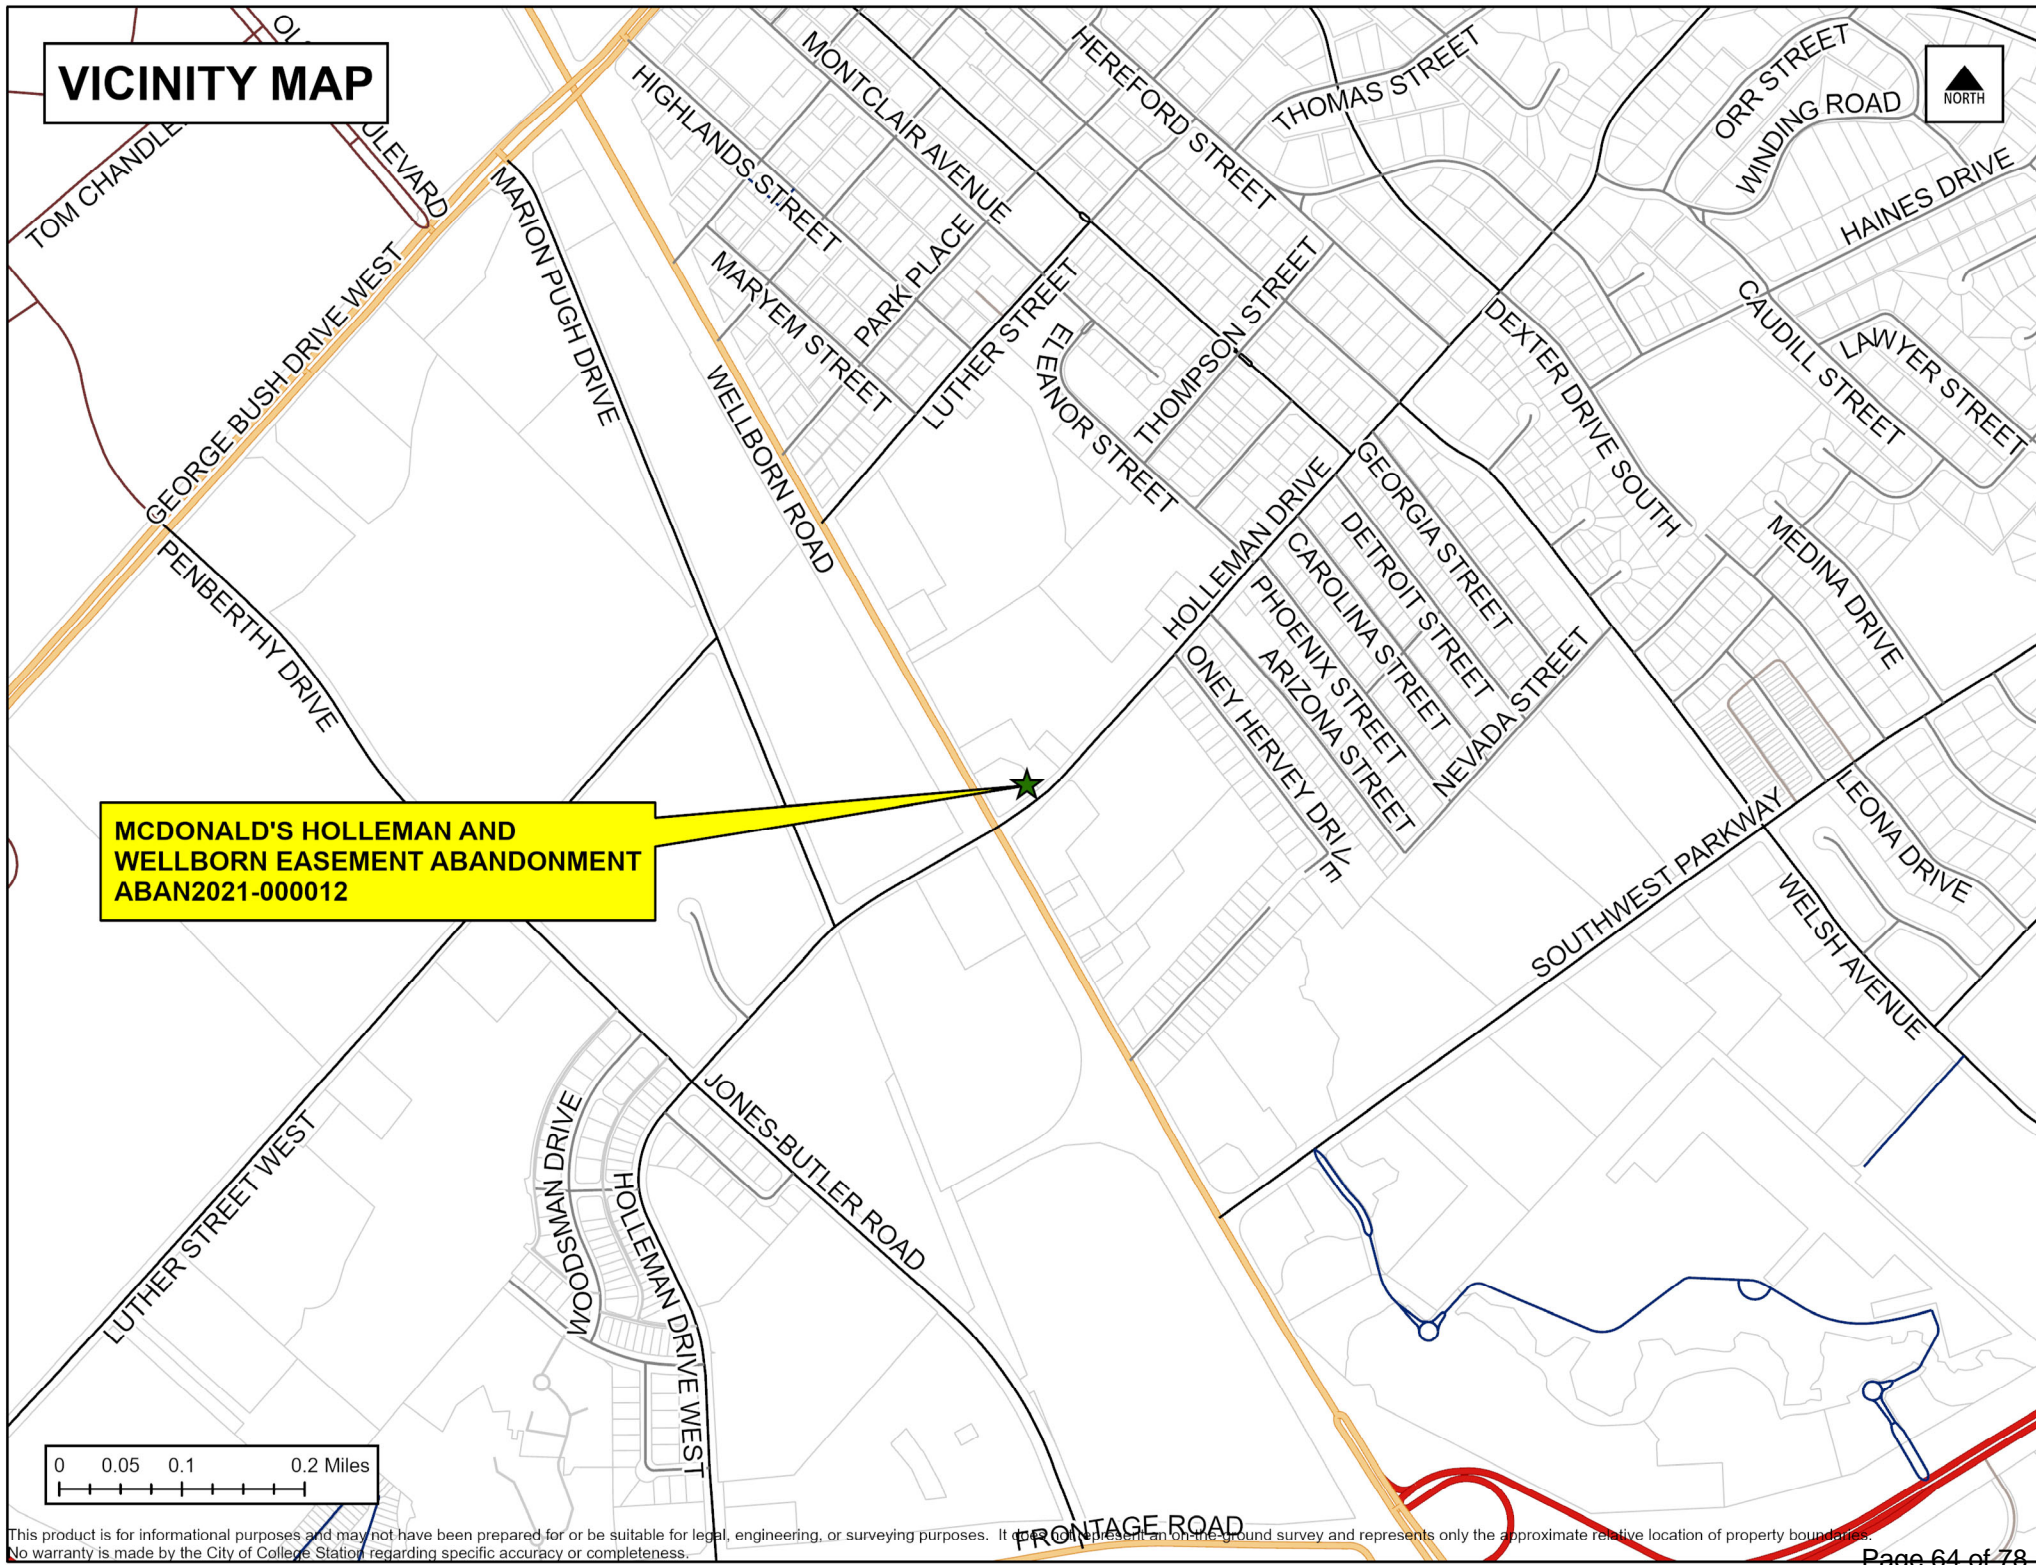 VICINITY MAP
NORTH
OL
ULEVARD
TOM CHANDLE
GEORGE BUSH DRIVE WEST
MARION PUGH DRIVE
HIGHLANDS STREET
MONTCLAIR AVENUE
HEREFORD STREET
THOMAS STREET
ORR STREET
WINDING ROAD
HAINES DRIVE
MARYEM STREET
PARK PLACE
LUTHER STREET
ELEANOR STREET
THOMPSON STREET
DEXTER DRIVE SOUTH
CAUDILL STREET
LAWYER STREET
WELLBORN ROAD
PENBERTHY DRIVE
HOLLEMAN DRIVE
GEORGIA STREET
DETROIT STREET
CAROLINA STREET
PHOENIX STREET
ARIZONA STREET
ONEY HERVEY DRIVE
NEVADA STREET
MEDINA DRIVE
MCDONALD'S HOLLEMAN AND
WELLBORN EASEMENT ABANDONMENT
ABAN2021-000012
SOUTHWEST PARKWAY
LEONA DRIVE
WELSH AVENUE
LUTHER STREET WEST
WOODSMAN DRIVE
HOLLEMAN DRIVE WEST
JONES-BUTLER ROAD
FRONTAGE ROAD
0 0.05 0.1 0.2 Miles
This product is for informational purposes and may not have been prepared for or be suitable for legal, engineering, or surveying purposes. It does not represent an on-the-ground survey and represents only the approximate relative location of property boundaries.
No warranty is made by the City of College Station regarding specific accuracy or completeness.
Page 64 of 78